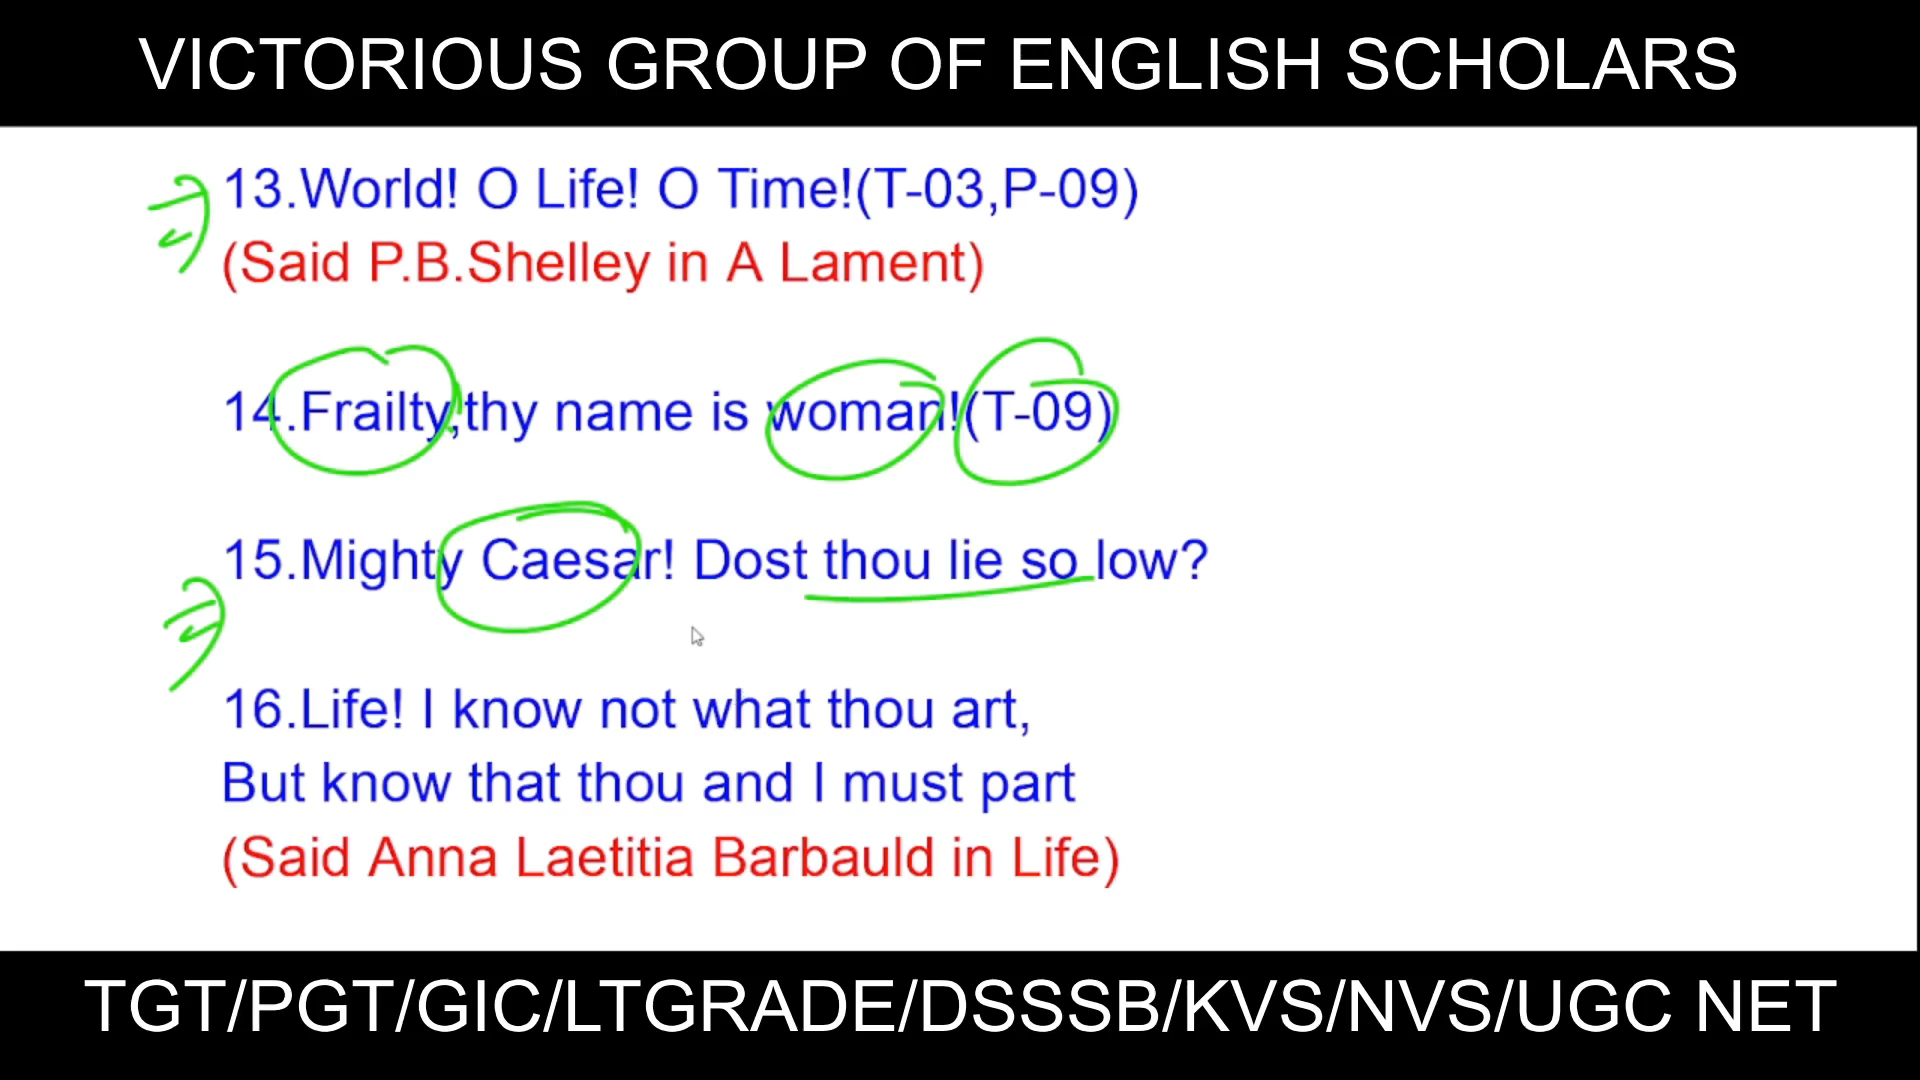 VICTORIOUS GROUP OF ENGLISH SCHOLARS
13.World! O Life! O Time!(T-03,P-09)
(Said P.B.Shelley in A Lament)
14.Frailty,thy name is woman!(T-09)
15.Mighty Caesar! Dost thou lie so low?
16.Life! I know not what thou art,
But know that thou and I must part
(Said Anna Laetitia Barbauld in Life)
TGT/PGT/GIC/LTGRADE/DSSSB/KVS/NVS/UGC NET